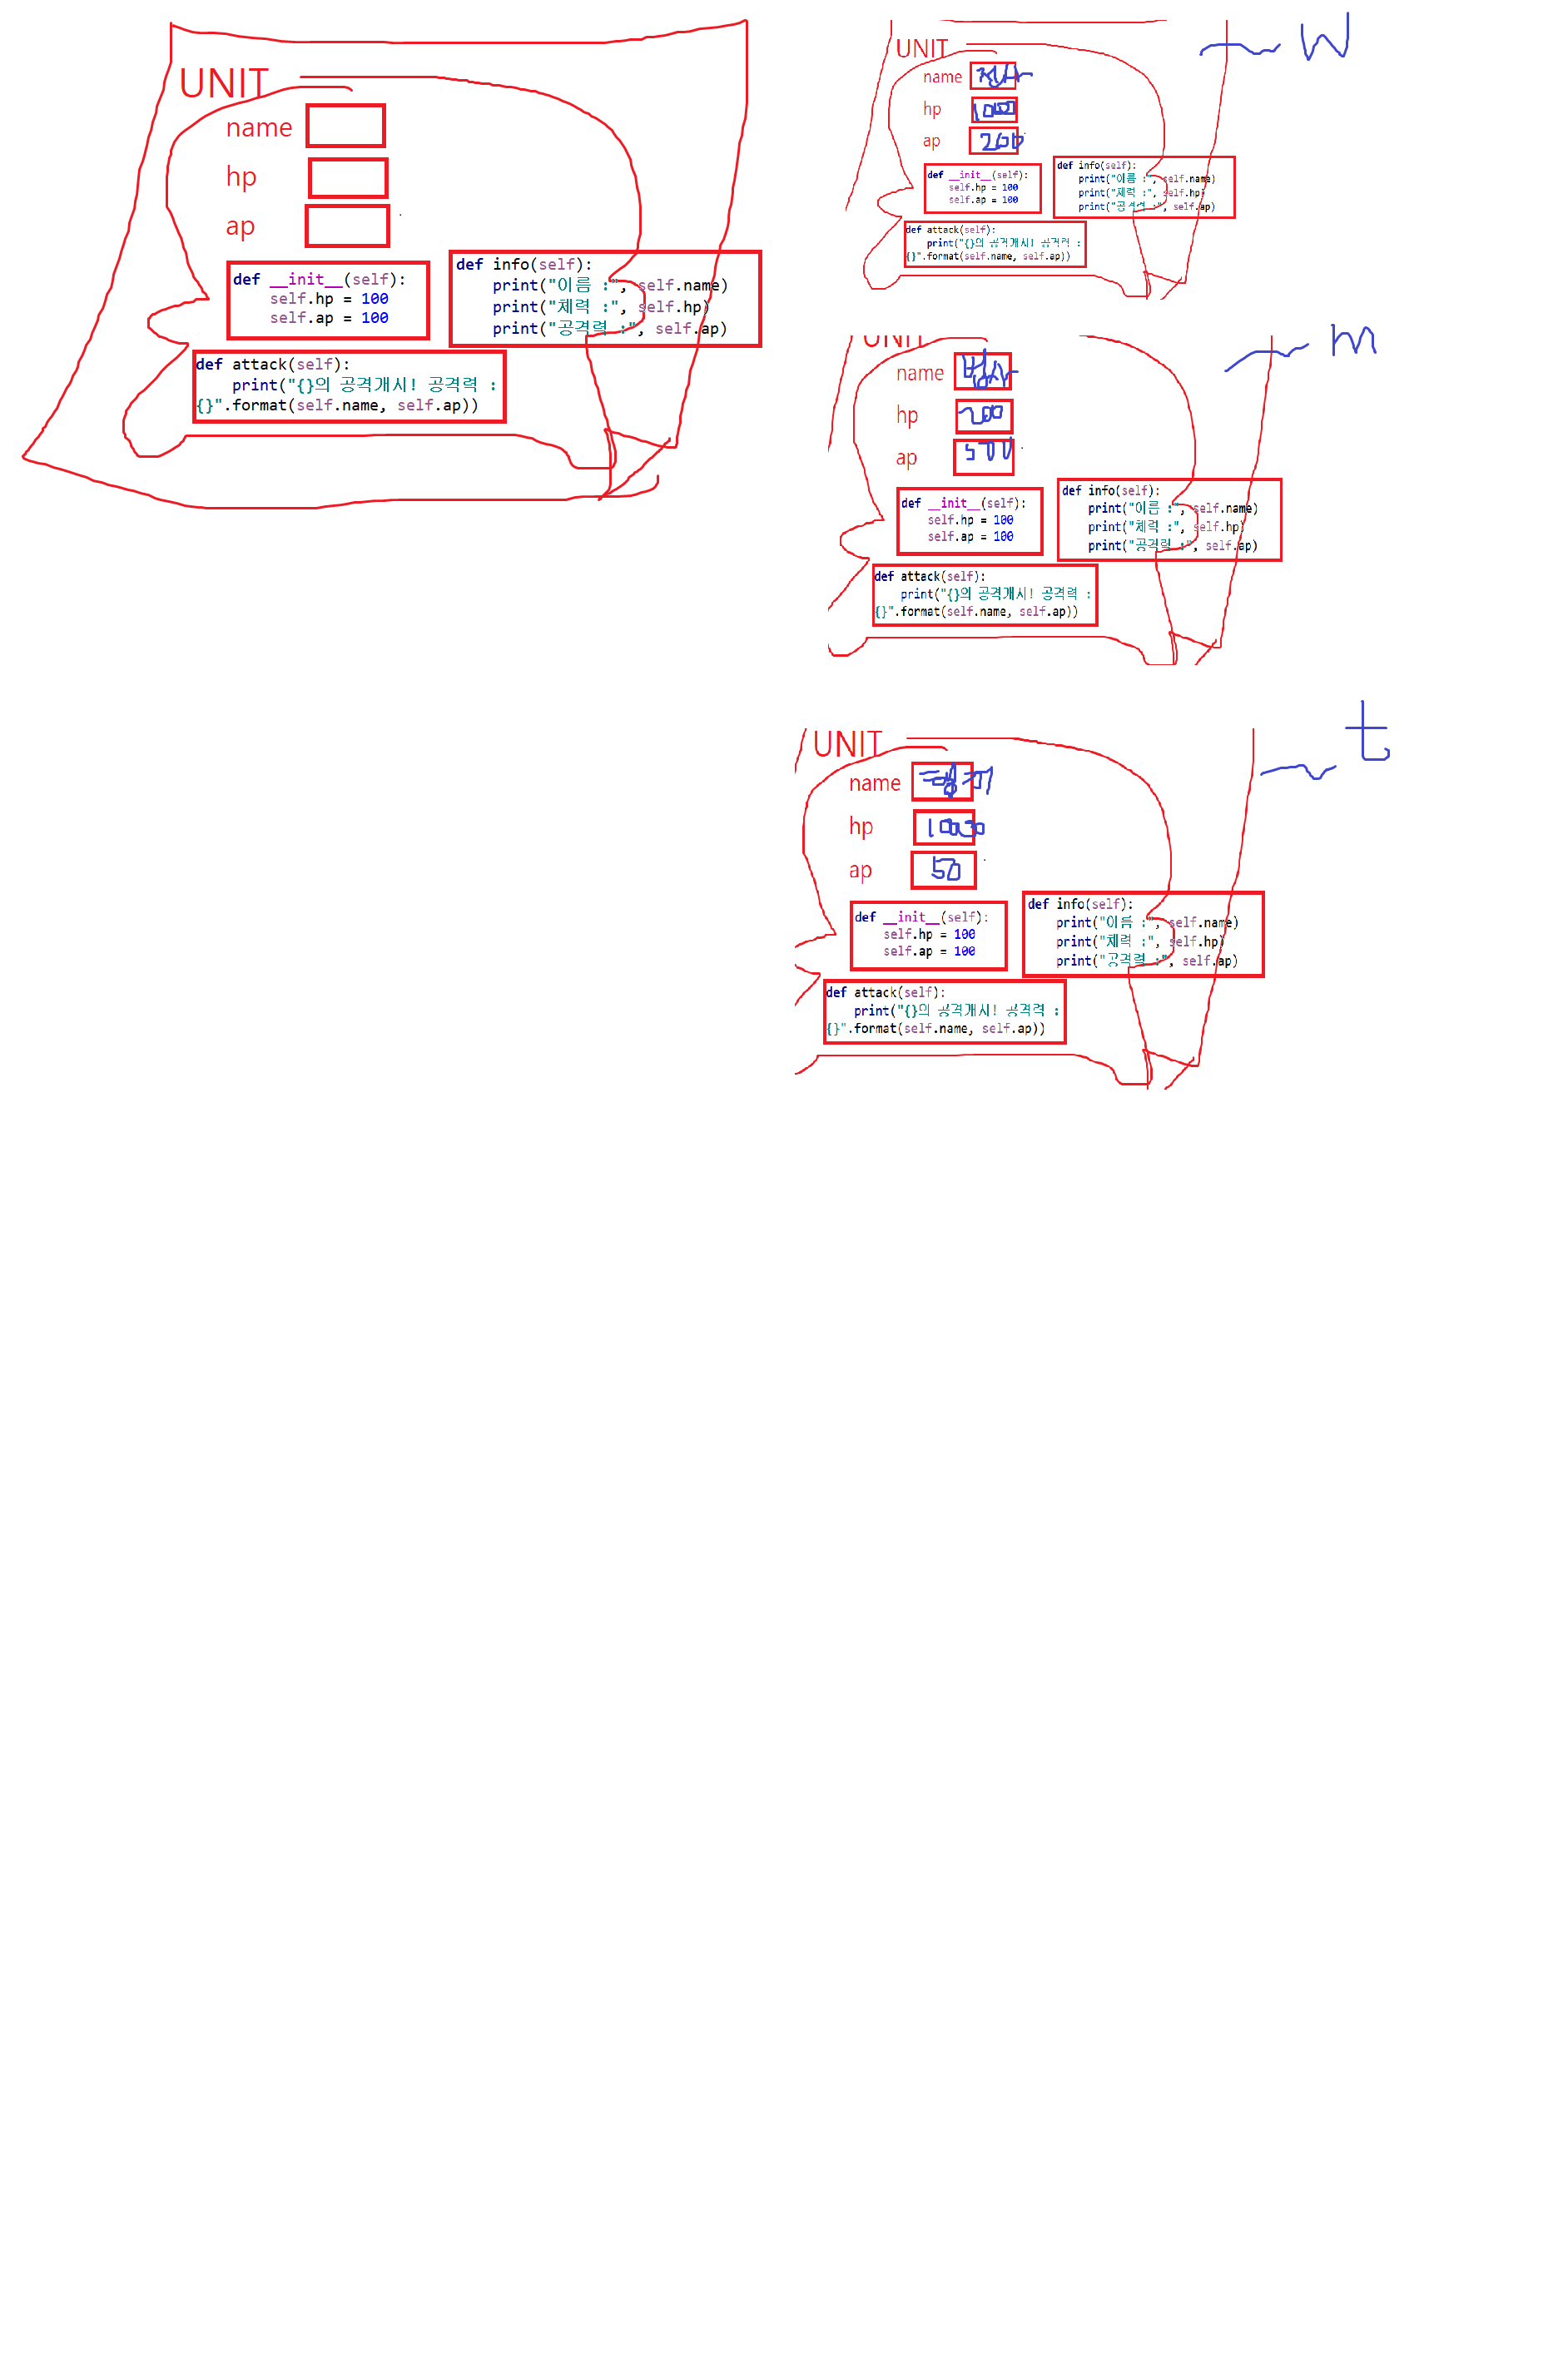 UNIT
name
hp
ap
def __init__(self):
    self.hp = 100
    self.ap = 100
def info(self):
    print("이름 :", self.name)
    print("체력 :", self.hp)
    print("공격력 :", self.ap)
def attack(self):
    print("{}의 공격개시! 공격력 :
{}".format(self.name, self.ap))
W
UNIT
name 전사
hp 1000
ap 200
def __init__(self):
    self.hp = 100
    self.ap = 100
def info(self):
    print("이름 :", self.name)
    print("체력 :", self.hp)
    print("공격력 :", self.ap)
def attack(self):
    print("{}의 공격개시! 공격력 :
{}".format(self.name, self.ap))
m
UNIT
name 법사
hp 200
ap 500
def __init__(self):
    self.hp = 100
    self.ap = 100
def info(self):
    print("이름 :", self.name)
    print("체력 :", self.hp)
    print("공격력 :", self.ap)
def attack(self):
    print("{}의 공격개시! 공격력 :
{}".format(self.name, self.ap))
t
UNIT
name
hp
ap 50
def __init__(self):
    self.hp = 100
    self.ap = 100
def info(self):
    print("이름 :", self.name)
    print("체력 :", self.hp)
    print("공격력 :", self.ap)
def attack(self):
    print("{}의 공격개시! 공격력 :
{}".format(self.name, self.ap))